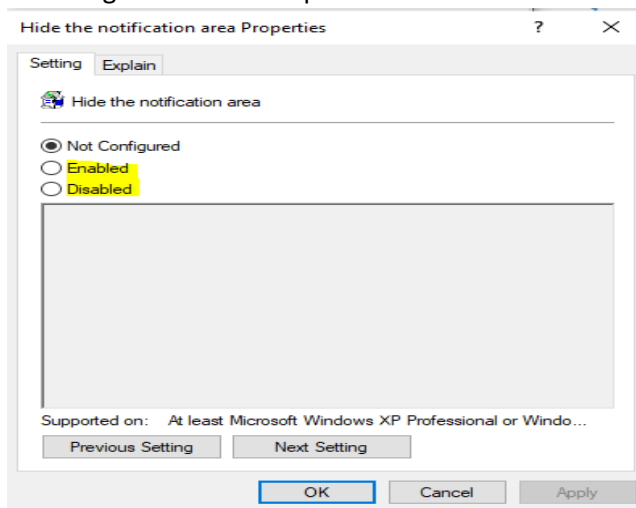 Hide the notification area Properties ? ×
Setting Explain
Hide the notification area
Not Configured
Enabled
Disabled
Supported on: At least Microsoft Windows XP Professional or Windo...
Previous Setting Next Setting
OK Cancel Apply